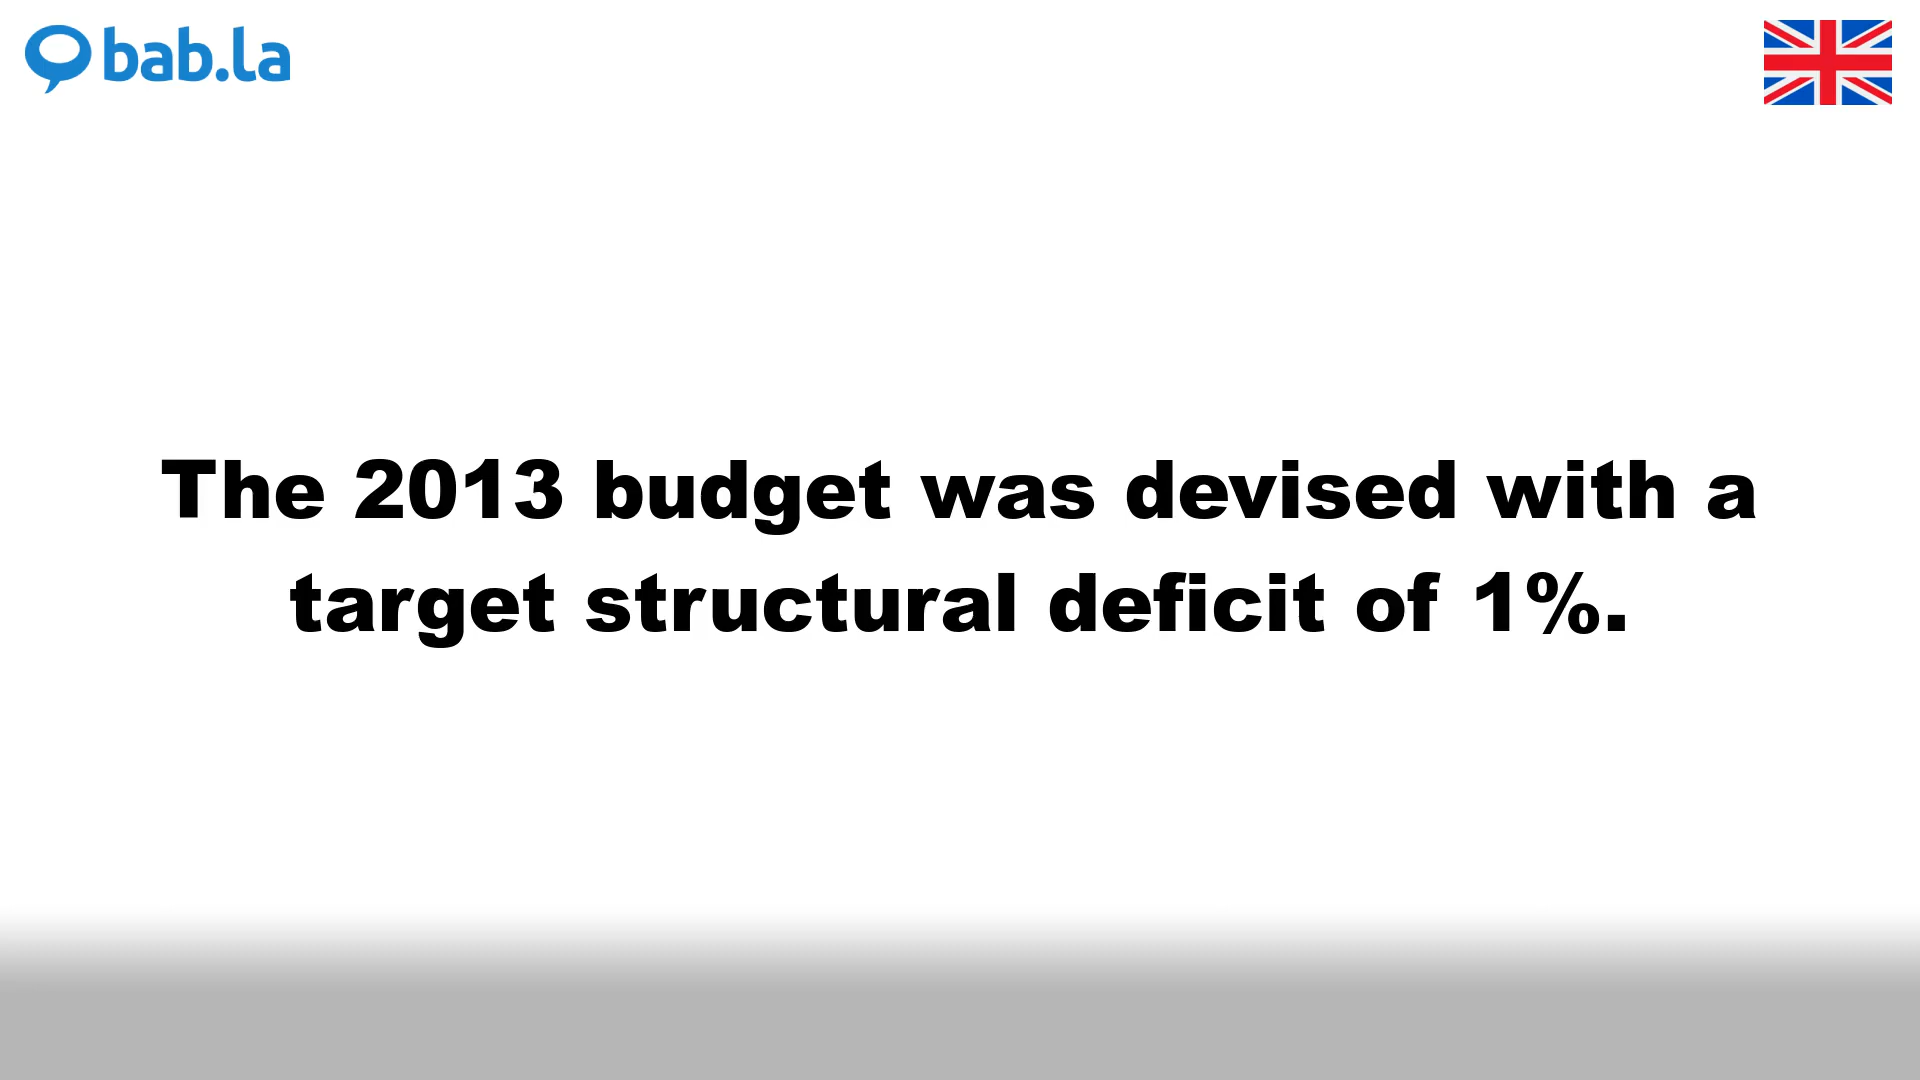 bab.la
The 2013 budget was devised with a
target structural deficit of 1%.